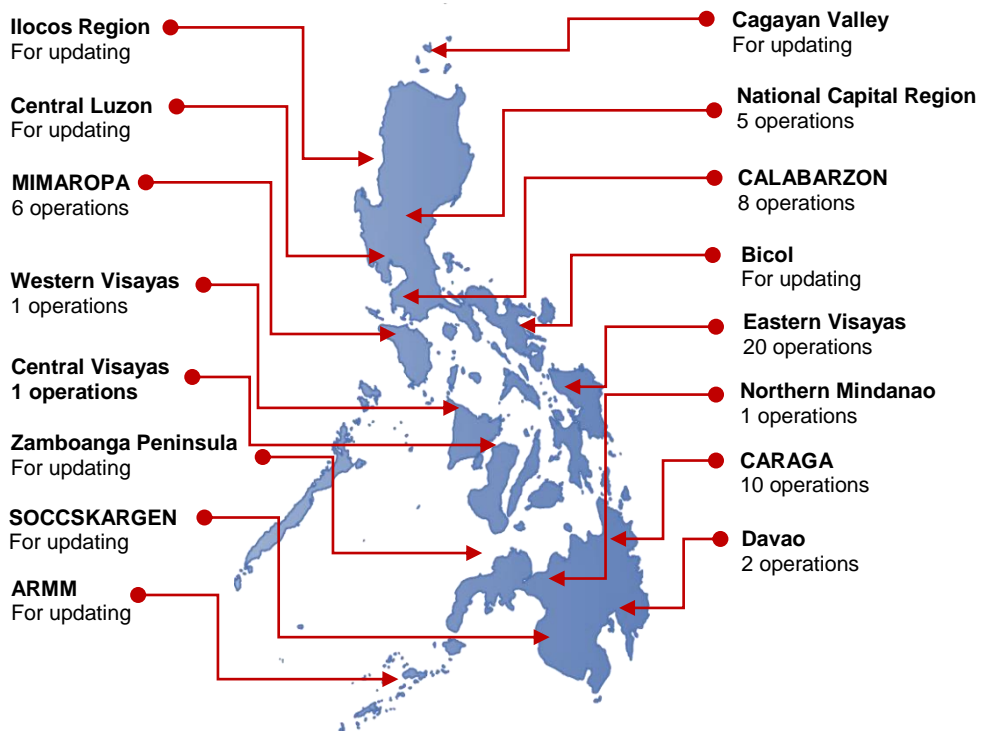 Ilocos Region
For updating
Central Luzon
For updating
MIMAROPA
6 operations
Western Visayas
1 operations
Central Visayas
1 operations
Zamboanga Peninsula
For updating
SOCCSKARGEN
For updating
ARMM
For updating
Cagayan Valley
For updating
National Capital Region
5 operations
CALABARZON
8 operations
Bicol
For updating
Eastern Visayas
20 operations
Northern Mindanao
1 operations
CARAGA
10 operations
Davao
2 operations